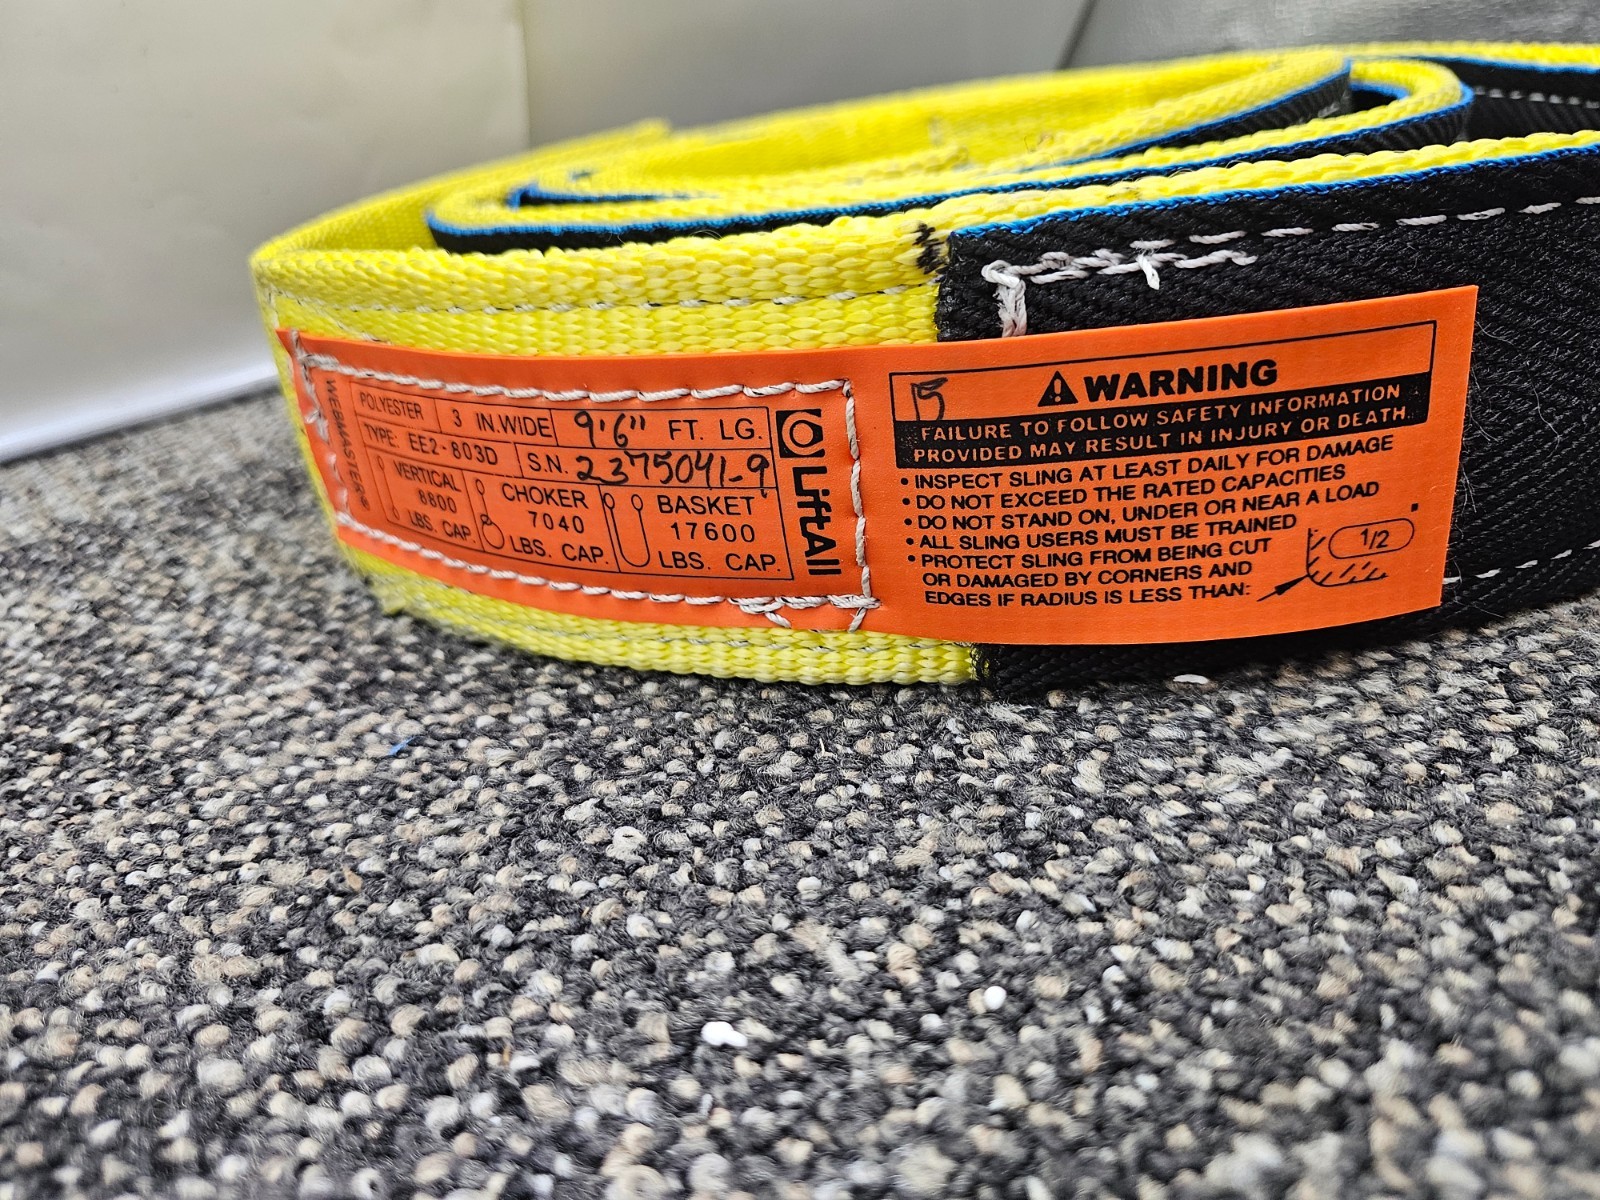 WEBMASTER®
POLYESTER 3 IN.WIDE 9'6" FT. LG.
TYPE: EE2-803D S.N. 2375041-9
VERTICAL
8800
LBS. CAP.
CHOKER
7040
LBS. CAP.
BASKET
17600
LBS. CAP.
LiftAll
15
WARNING
FAILURE TO FOLLOW SAFETY INFORMATION
PROVIDED MAY RESULT IN INJURY OR DEATH.
• INSPECT SLING AT LEAST DAILY FOR DAMAGE
• DO NOT EXCEED THE RATED CAPACITIES
• DO NOT STAND ON, UNDER OR NEAR A LOAD
• ALL SLING USERS MUST BE TRAINED
• PROTECT SLING FROM BEING CUT
OR DAMAGED BY CORNERS AND
EDGES IF RADIUS IS LESS THAN:
1/2"